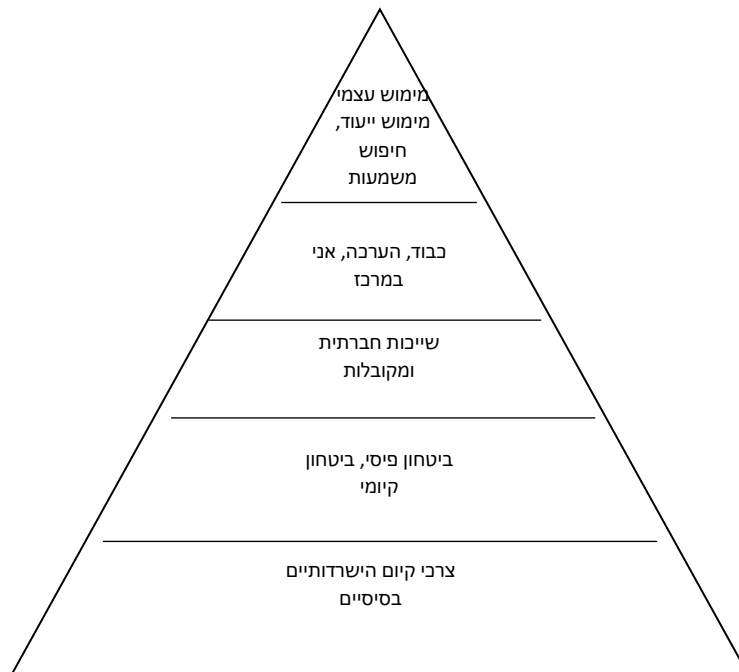 מימוש עצמי
מימוש ייעוד,
חיפוש
משמעות
כבוד, הערכה, אני
במרכז
שייכות חברתית
ומקובלות
ביטחון פיסי, ביטחון
קיומי
צרכי קיום הישרדותיים
בסיסיים